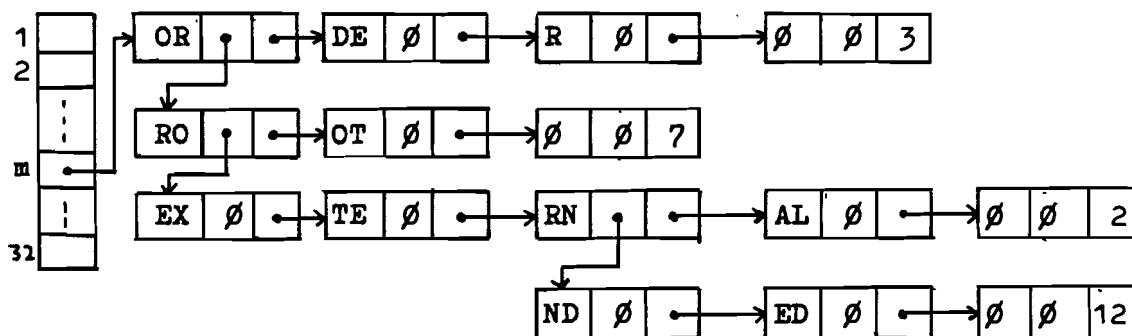 1 OR DE Ø R Ø Ø Ø 3
2
RO OT Ø Ø Ø 7
m
EX Ø TE Ø RN AL Ø Ø Ø 2
32
ND Ø ED Ø Ø Ø 12